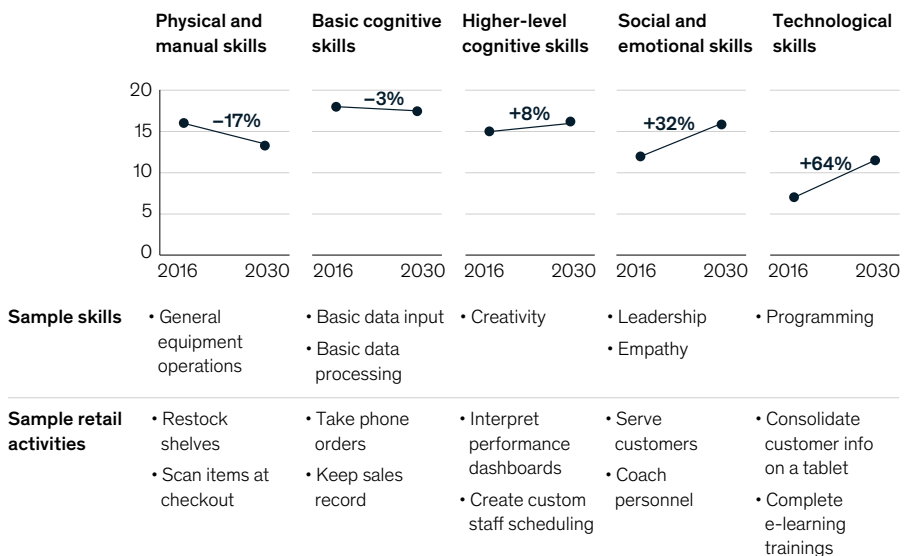 Physical and
manual skills
Basic cognitive
skills
Higher-level
cognitive skills
Social and
emotional skills
Technological
skills
20
15
10
5
0
–17%
–3%
+8%
+32%
+64%
2016 2030
2016 2030
2016 2030
2016 2030
2016 2030
Sample skills
• General
equipment
operations
• Basic data input
• Basic data
processing
• Creativity
• Leadership
• Empathy
• Programming
Sample retail
activities
• Restock
shelves
• Scan items at
checkout
• Take phone
orders
• Keep sales
record
• Interpret
performance
dashboards
• Create custom
staff scheduling
• Serve
customers
• Coach
personnel
• Consolidate
customer info
on a tablet
• Complete
e-learning
trainings